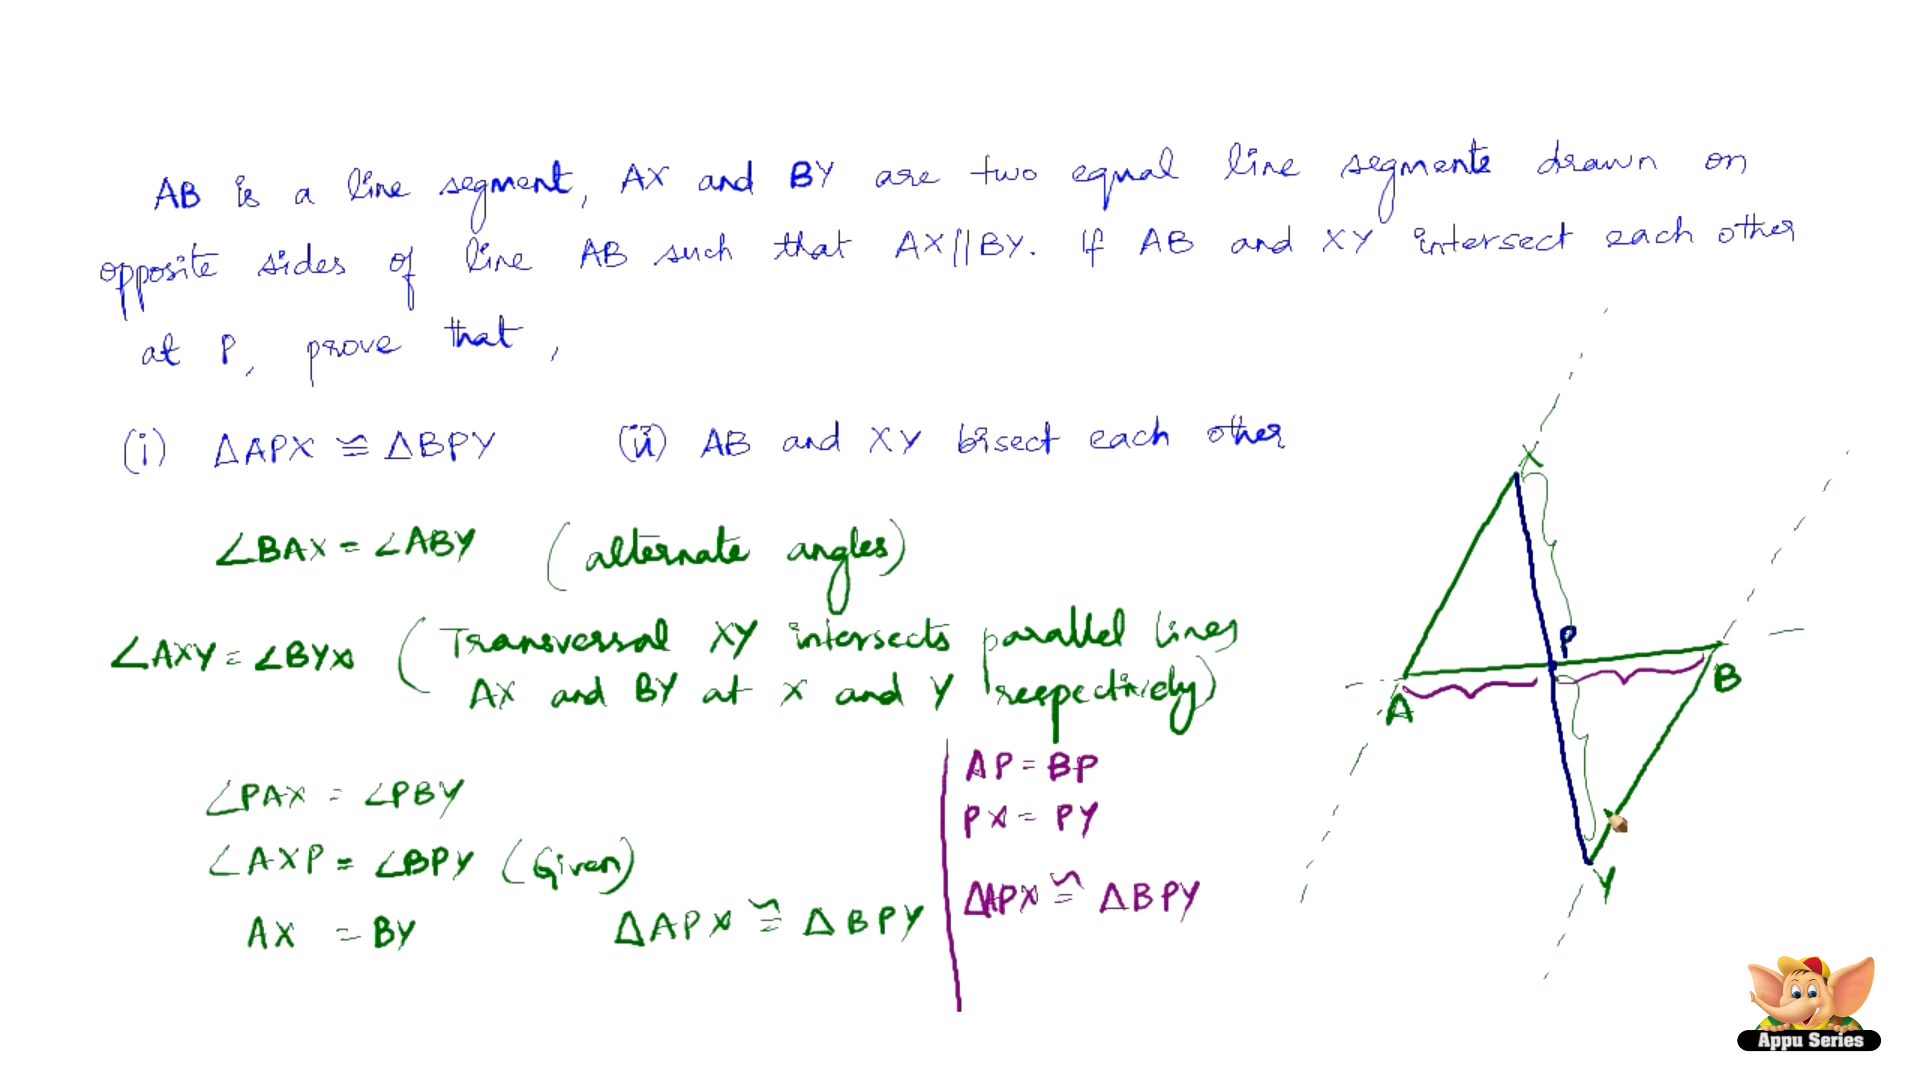 AB is a line segment, AX and BY are two equal line segments drawn on
opposite sides of line AB such that AX||BY. If AB and XY intersect each other
at P, prove that,
(i) ΔAPX ≅ ΔBPY (ii) AB and XY bisect each other
∠BAX = ∠ABY (alternate angles)
∠AXY = ∠BYX (Transversal XY intersects parallel lines
AX and BY at X and Y respectively)
∠PAX = ∠PBY
∠AXP = ∠BPY (Given)
AX = BY
ΔAPX ≅ ΔBPY
AP = BP
PX = PY
ΔAPX ≅ ΔBPY
X
P
B
A
Y
Appu Series